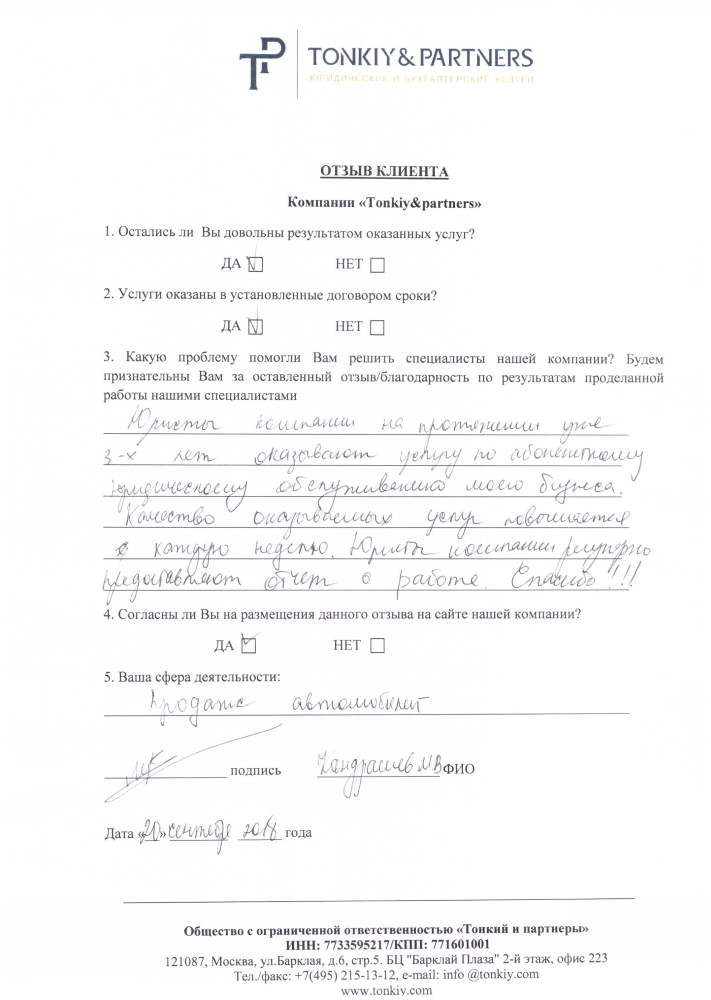 TP
TONKIY & PARTNERS
ЮРИДИЧЕСКИЕ И БУХГАЛТЕРСКИЕ УСЛУГИ
ОТЗЫВ КЛИЕНТА
Компании «Tonkiy&partners»
1. Остались ли Вы довольны результатом оказанных услуг?
ДА НЕТ
2. Услуги оказаны в установленные договором сроки?
ДА НЕТ
3. Какую проблему помогли Вам решить специалисты нашей компании? Будем
признательны Вам за оставленный отзыв/благодарность по результатам проделанной
работы нашими специалистами
Юристы компании на протяжении уже
3-х лет оказывают услугу по абонентному
юридическому обслуживанию моего бизнеса.
Качество оказываемых услуг повышается
с каждую неделю. Юристы компании регулярно
предоставляют отчет о работе. Спасибо!!!
4. Согласны ли Вы на размещения данного отзыва на сайте нашей компании?
ДА НЕТ
5. Ваша сфера деятельности:
Продажа автомобилей
подпись МВ ФИО
Дата «20» сентября 2018 года
Общество с ограниченной ответственностью «Тонкий и партнеры»
ИНН: 7733595217/КПП: 771601001
121087, Москва, ул.Барклая, д.6, стр.5. БЦ "Барклай Плаза" 2-й этаж, офис 223
Тел./факс: +7(495) 215-13-12, e-mail: info @tonkiy.com
www.tonkiy.com